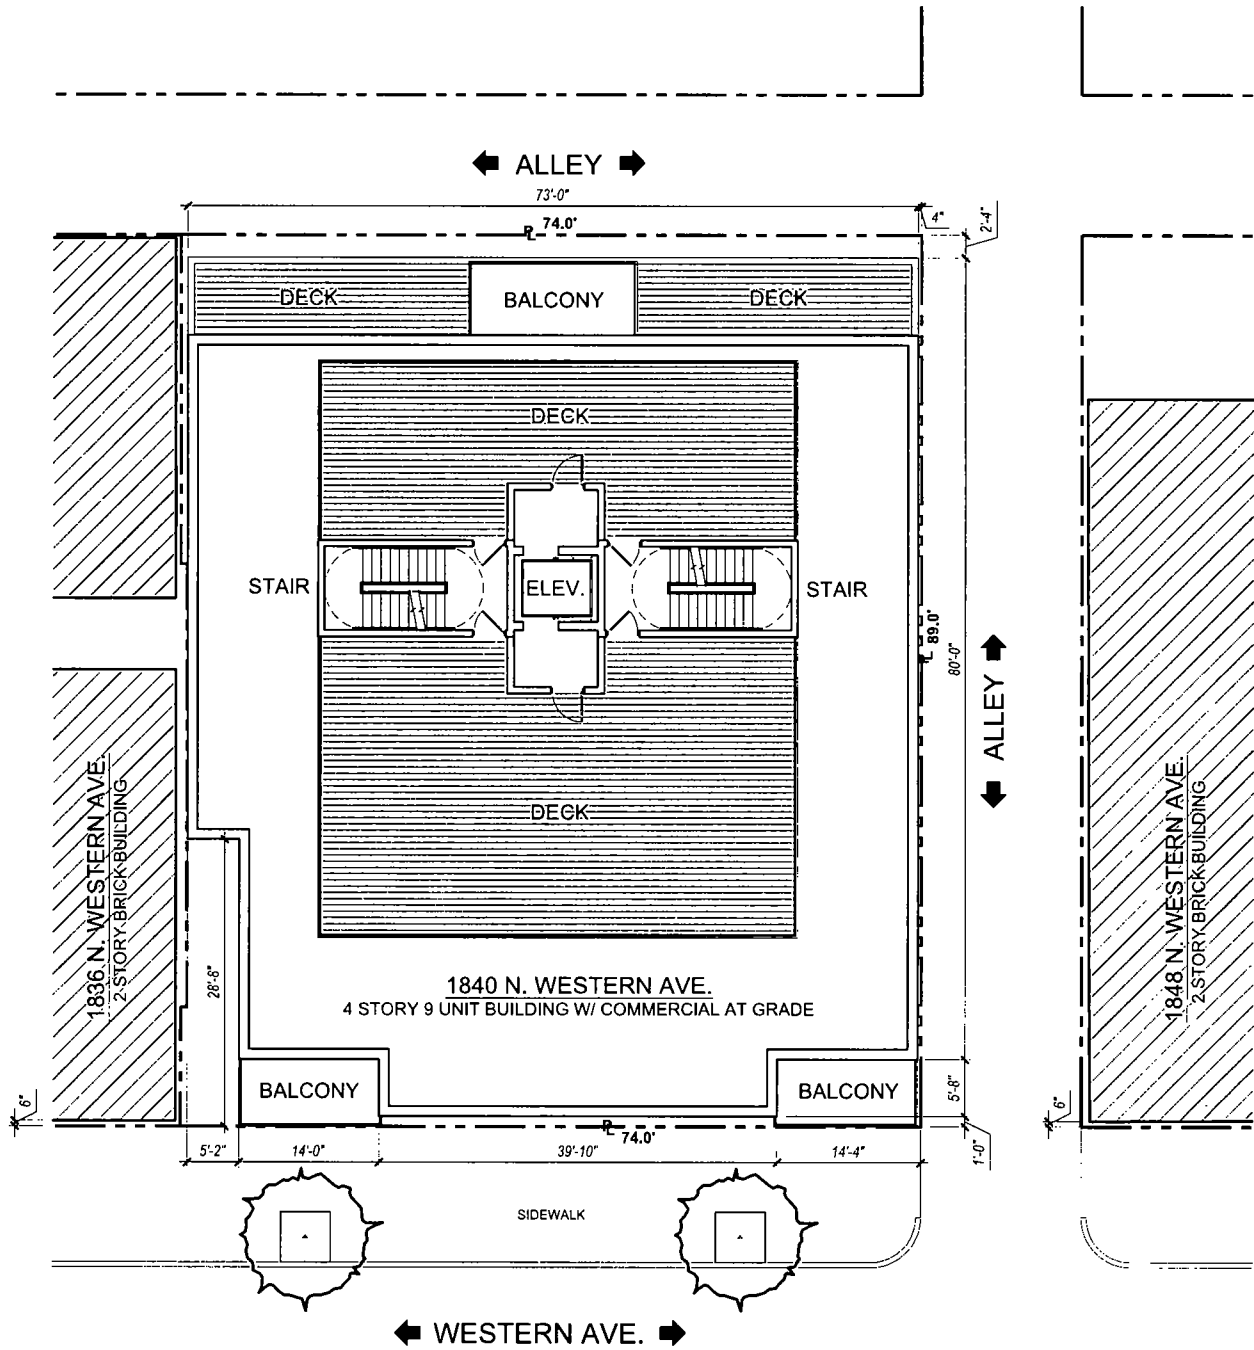 ALLEY
73'-0"
4"
2'-4"
74.0'
DECK
BALCONY
DECK
DECK
STAIR
ELEV.
STAIR
89.0'
80'-0"
ALLEY
DECK
1836 N. WESTERN AVE.
2 STORY BRICK BUILDING
1848 N. WESTERN AVE.
2 STORY BRICK BUILDING
28'-6"
1840 N. WESTERN AVE.
4 STORY 9 UNIT BUILDING W/ COMMERCIAL AT GRADE
BALCONY
BALCONY
5'-8"
6"
6"
74.0'
1'-0"
5'-2"
14'-0"
39'-10"
14'-4"
SIDEWALK
WESTERN AVE.